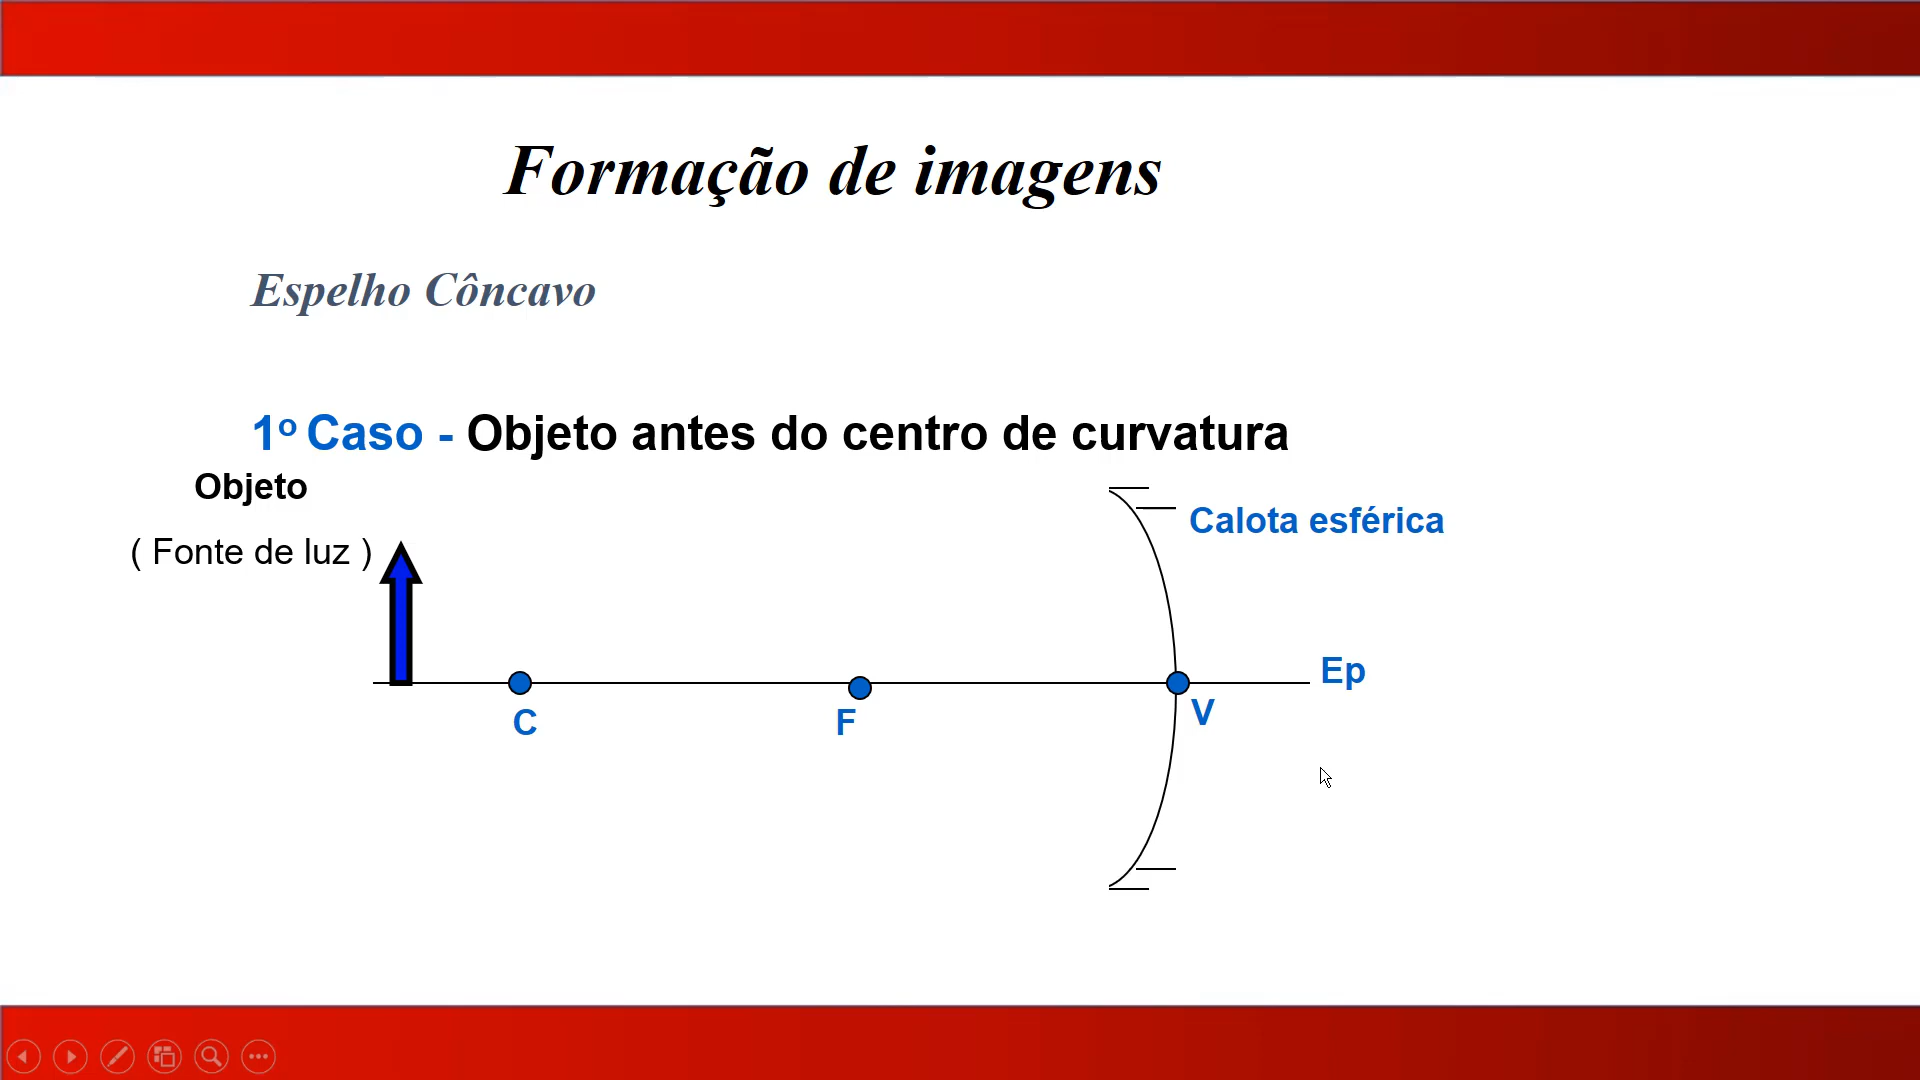 Formação de imagens
Espelho Côncavo
1º Caso - Objeto antes do centro de curvatura
Objeto
( Fonte de luz )
Calota esférica
Ep
C
F
V